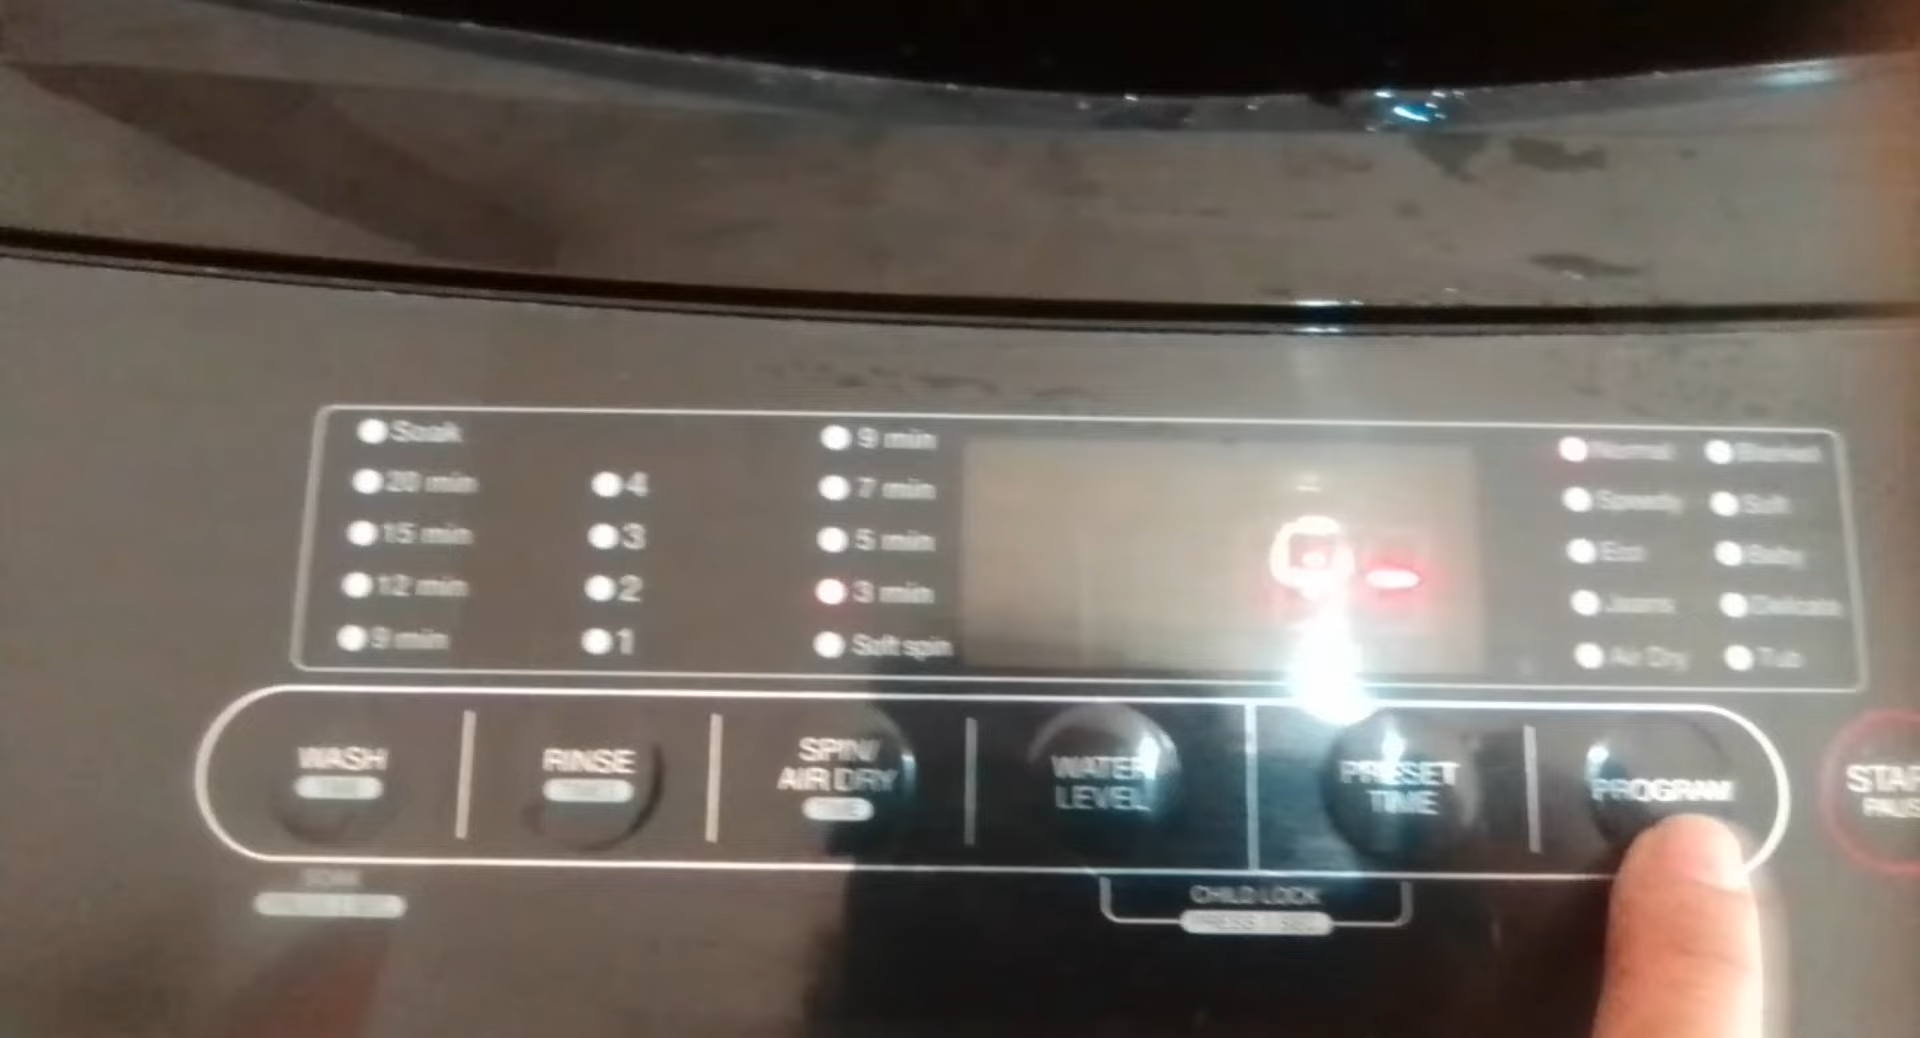 Soak
20 min
15 min
12 min
9 min
4
3
2
1
9 min
7 min
5 min
3 min
Soft spin
Normal
Speedy
Eco
Jeans
Air Dry
Blanket
Soft
Baby
Delicate
Tub
WASH
RINSE
SPIN/
AIR DRY
WATER
LEVEL
PRESET
TIME
PROGRAM
SOAK
CHILD LOCK